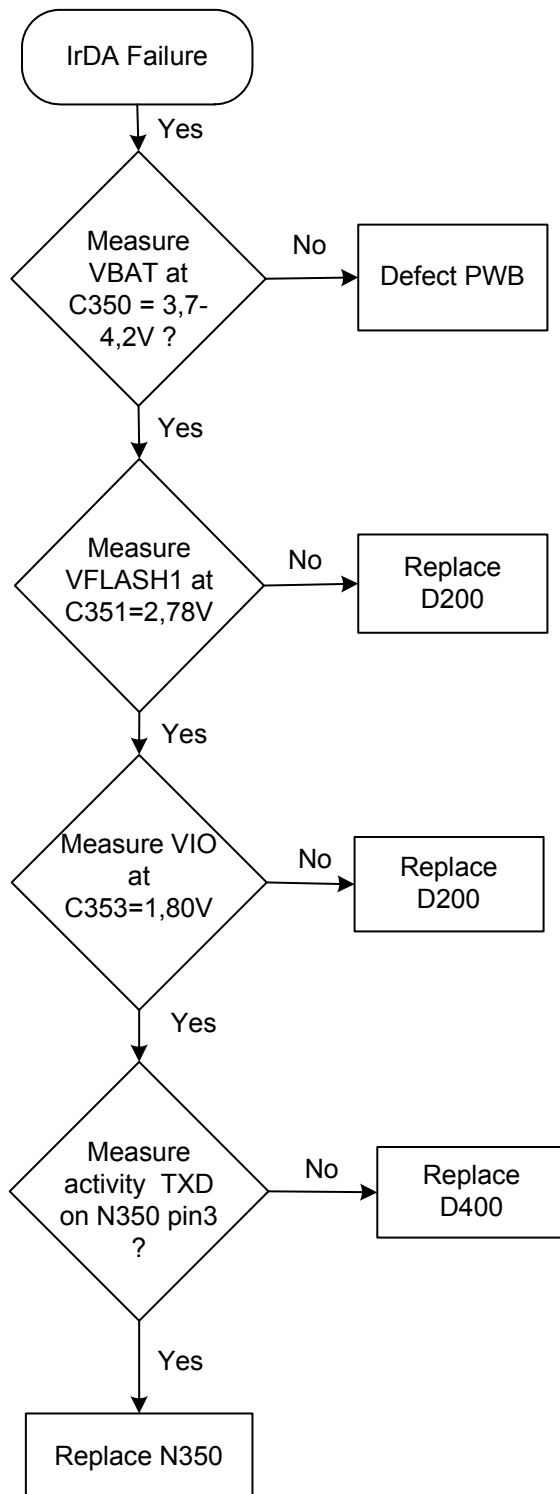 IrDA Failure
Yes
Measure
VBAT at
C350 = 3,7-
4,2V ?
No
Defect PWB
Yes
Measure
VFLASH1 at
C351=2,78V
No
Replace
D200
Yes
Measure VIO
at
C353=1,80V
No
Replace
D200
Yes
Measure
activity TXD
on N350 pin3
?
No
Replace
D400
Yes
Replace N350